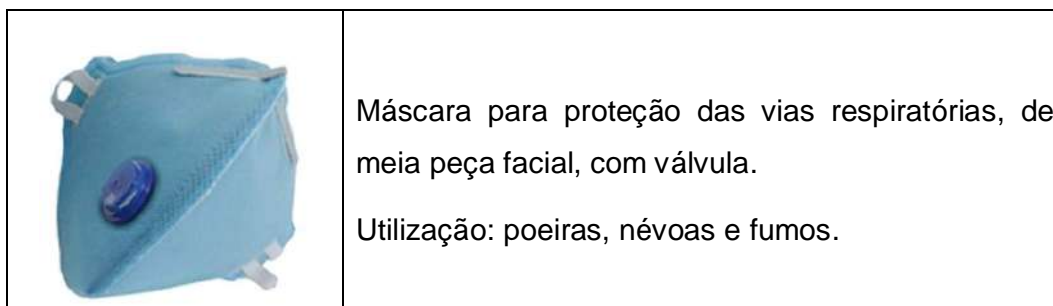 Máscara para proteção das vias respiratórias, de
meia peça facial, com válvula.
Utilização: poeiras, névoas e fumos.